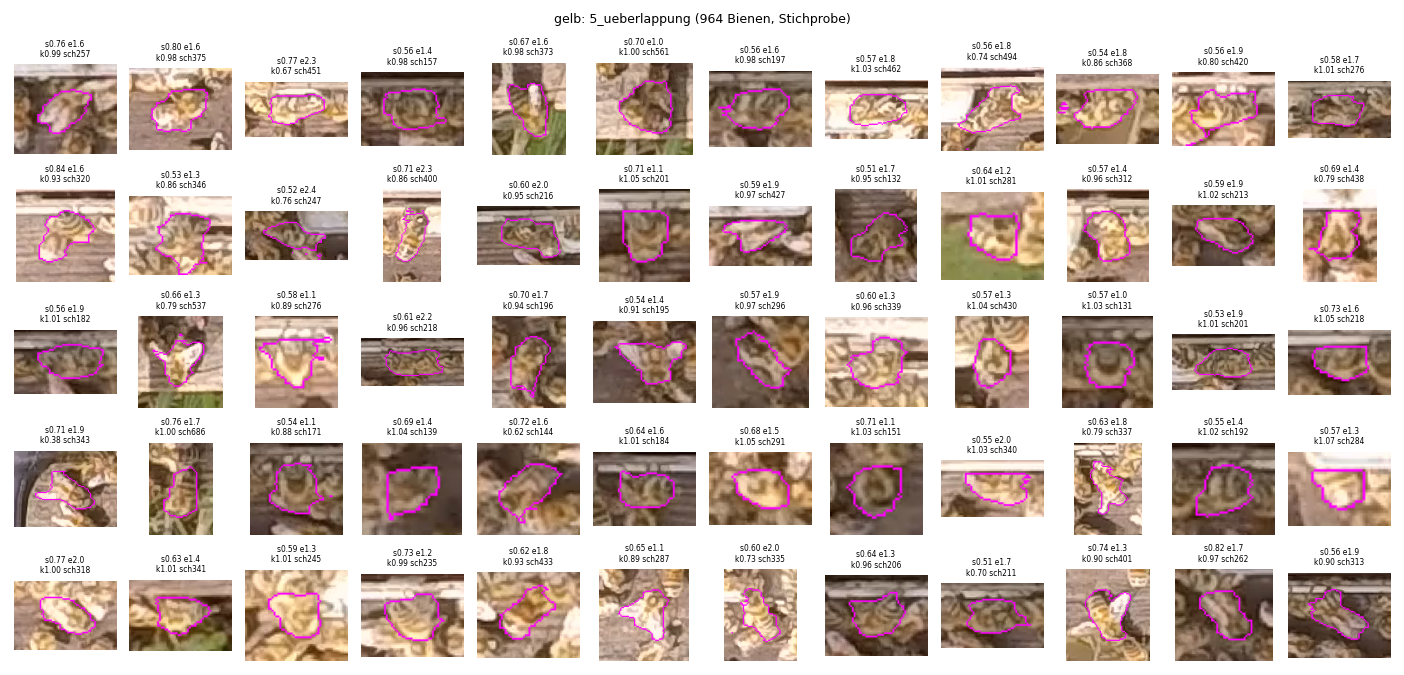 gelb: 5_ueberlappung (964 Bienen, Stichprobe)
s0.76 e1.6
k0.99 sch257
s0.80 e1.6
k0.98 sch375
s0.77 e2.3
k0.67 sch451
s0.56 e1.4
k0.98 sch157
s0.67 e1.6
k0.98 sch373
s0.70 e1.0
k1.00 sch561
s0.56 e1.6
k0.98 sch197
s0.57 e1.8
k1.03 sch462
s0.56 e1.8
k0.74 sch494
s0.54 e1.8
k0.86 sch368
s0.56 e1.9
k0.80 sch420
s0.58 e1.7
k1.01 sch276
s0.84 e1.6
k0.93 sch320
s0.53 e1.3
k0.86 sch346
s0.52 e2.4
k0.76 sch247
s0.71 e2.3
k0.86 sch400
s0.60 e2.0
k0.95 sch216
s0.71 e1.1
k1.05 sch201
s0.59 e1.9
k0.97 sch427
s0.51 e1.7
k0.95 sch132
s0.64 e1.2
k1.01 sch281
s0.57 e1.4
k0.96 sch312
s0.59 e1.9
k1.02 sch213
s0.69 e1.4
k0.79 sch438
s0.56 e1.9
k1.01 sch182
s0.66 e1.3
k0.79 sch537
s0.58 e1.1
k0.89 sch276
s0.61 e2.2
k0.96 sch218
s0.70 e1.7
k0.94 sch196
s0.54 e1.4
k0.91 sch195
s0.57 e1.9
k0.97 sch296
s0.60 e1.3
k0.96 sch339
s0.57 e1.3
k1.04 sch430
s0.57 e1.0
k1.03 sch131
s0.53 e1.9
k1.01 sch201
s0.73 e1.6
k1.05 sch218
s0.71 e1.9
k0.38 sch343
s0.76 e1.7
k1.00 sch686
s0.54 e1.1
k0.88 sch171
s0.69 e1.4
k1.04 sch139
s0.72 e1.6
k0.62 sch144
s0.64 e1.6
k1.01 sch184
s0.68 e1.5
k1.05 sch291
s0.71 e1.1
k1.03 sch151
s0.55 e2.0
k1.03 sch340
s0.63 e1.8
k0.79 sch337
s0.55 e1.4
k1.02 sch192
s0.57 e1.3
k1.07 sch284
s0.77 e2.0
k1.00 sch318
s0.63 e1.4
k1.01 sch341
s0.59 e1.3
k1.01 sch245
s0.73 e1.2
k0.99 sch235
s0.62 e1.8
k0.93 sch433
s0.65 e1.1
k0.89 sch287
s0.60 e2.0
k0.73 sch335
s0.64 e1.3
k0.96 sch206
s0.51 e1.7
k0.70 sch211
s0.74 e1.3
k0.90 sch401
s0.82 e1.7
k0.97 sch262
s0.56 e1.9
k0.90 sch313